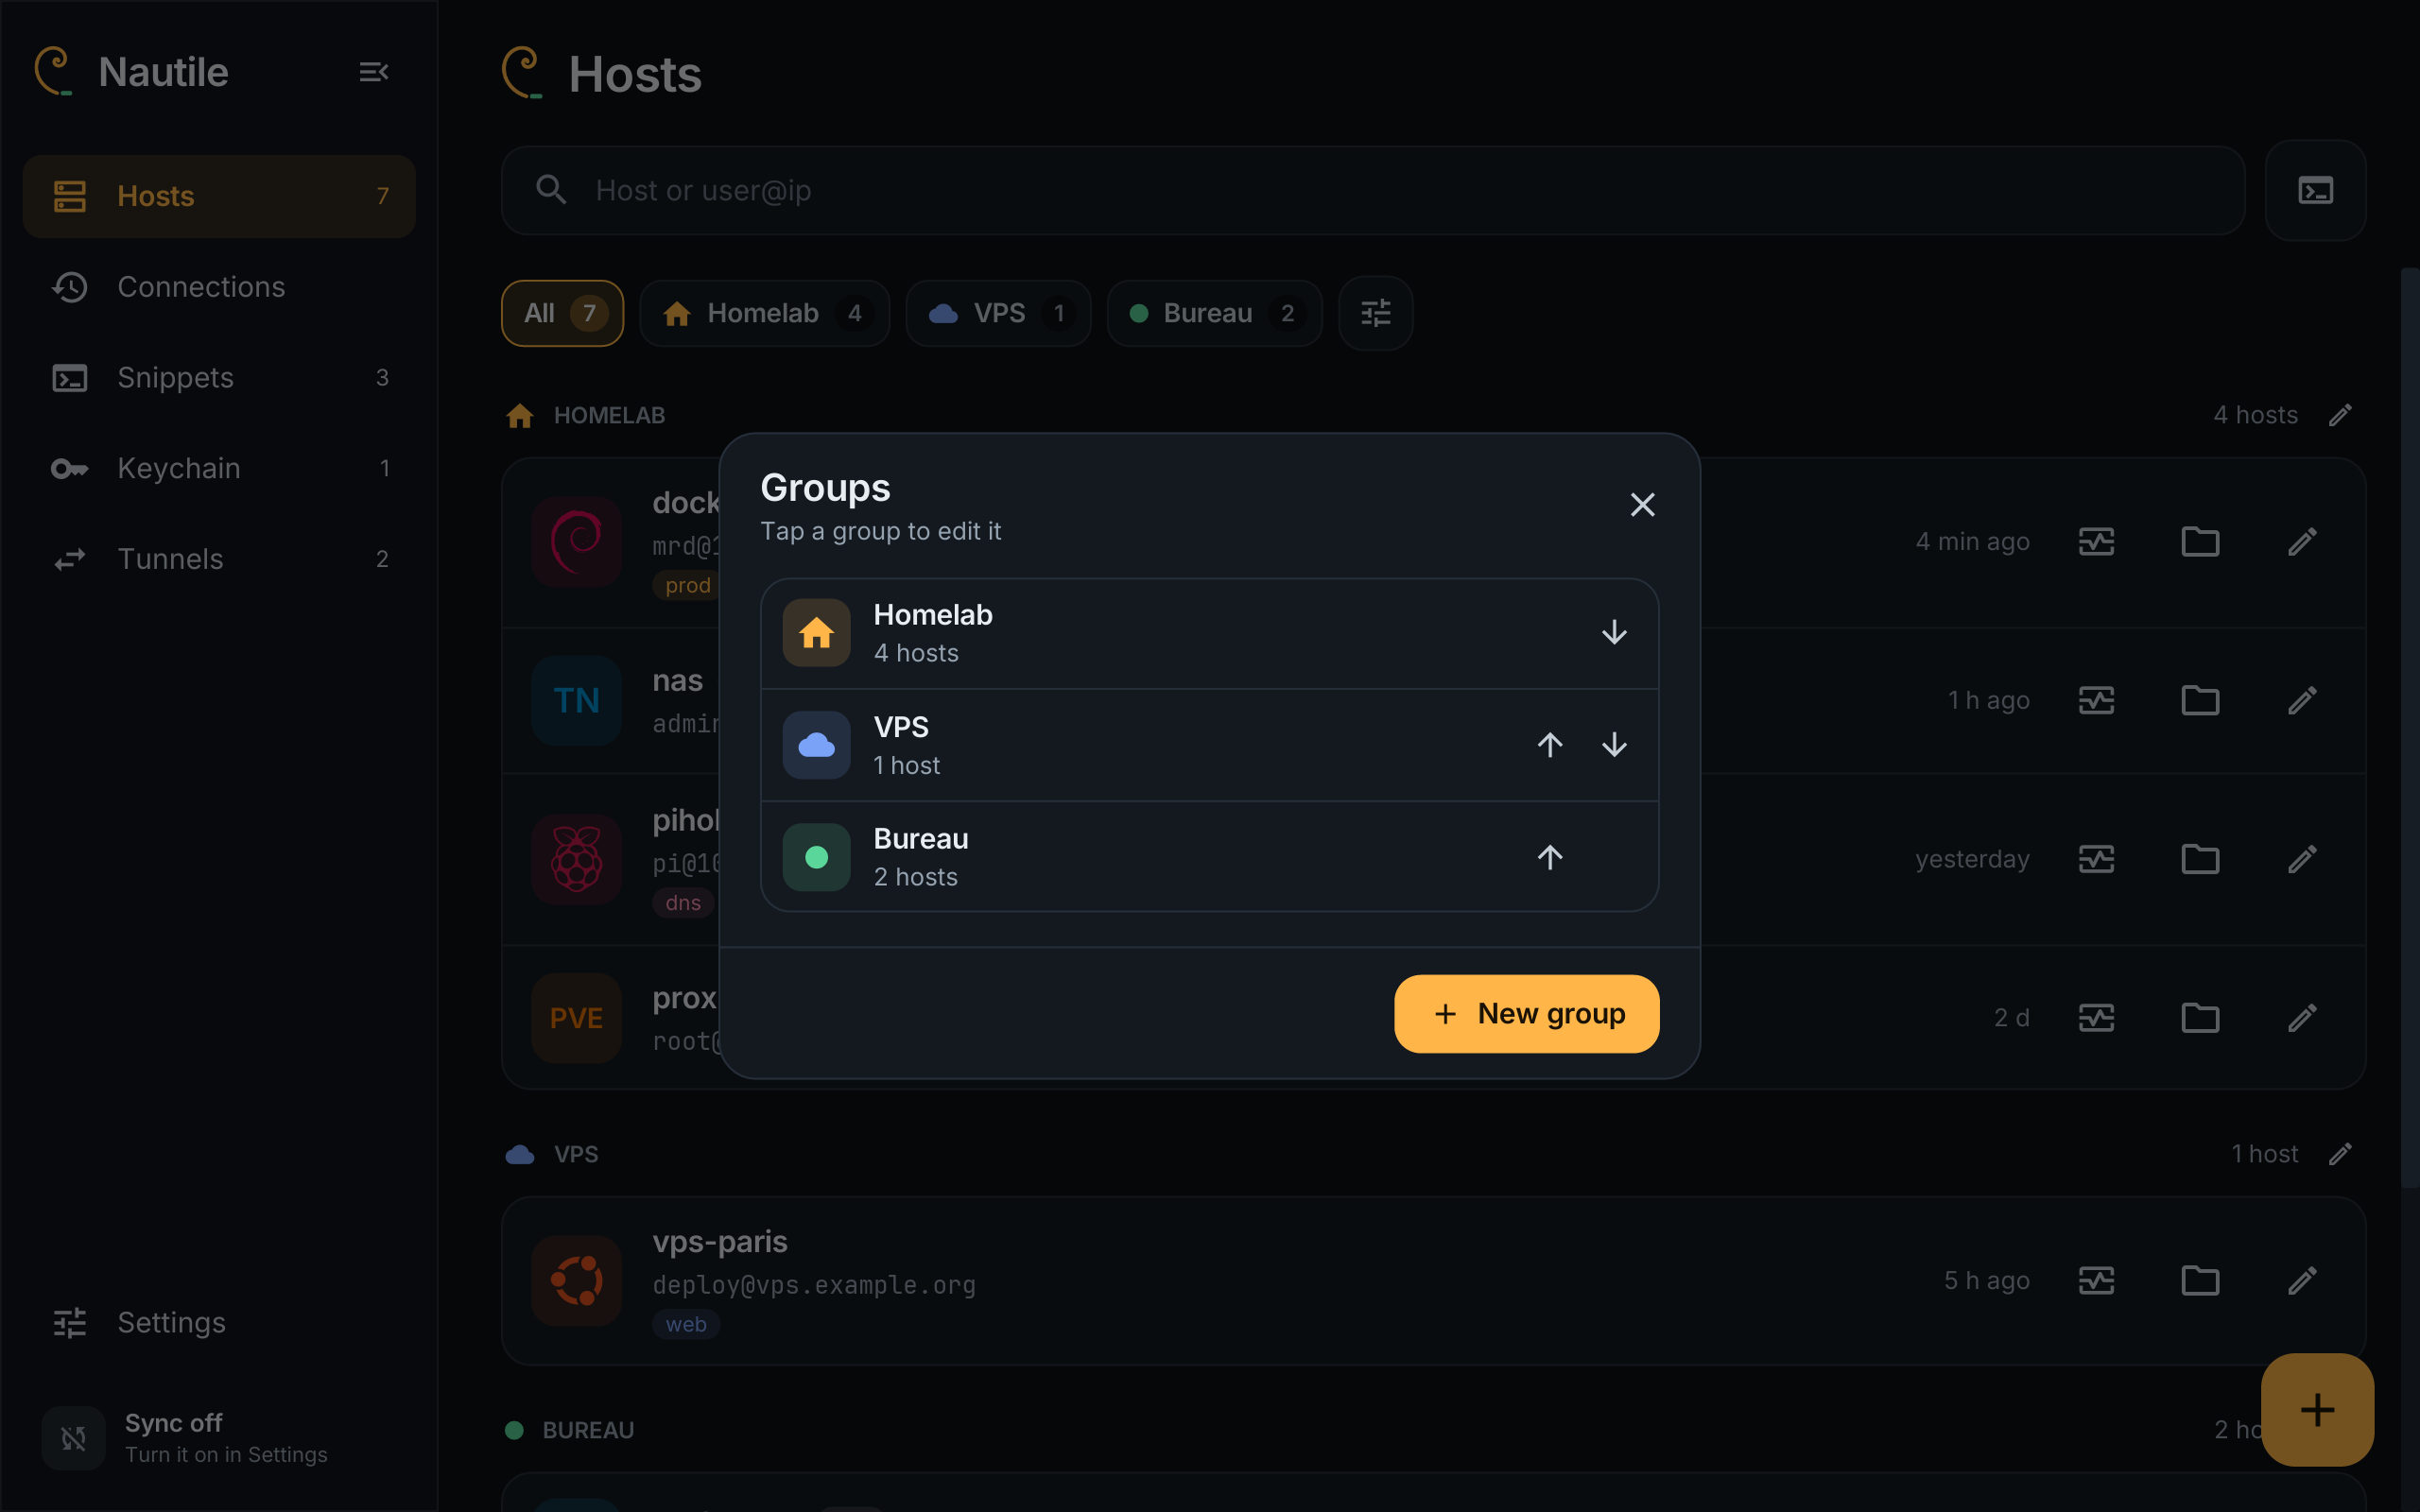 Nautile
Hosts 7
Connections
Snippets 3
Keychain 1
Tunnels 2
Settings
Sync off
Turn it on in Settings
Hosts
Host or user@ip
All 7
Homelab 4
VPS 1
Bureau 2
HOMELAB 4 hosts
dock
mrd@1
prod
4 min ago
TN
nas
admin
1 h ago
pihol
pi@10
dns
yesterday
PVE
prox
root@
2 d
Groups
Tap a group to edit it
Homelab
4 hosts
VPS
1 host
Bureau
2 hosts
New group
VPS 1 host
vps-paris
deploy@vps.example.org
web
5 h ago
BUREAU 2 ho